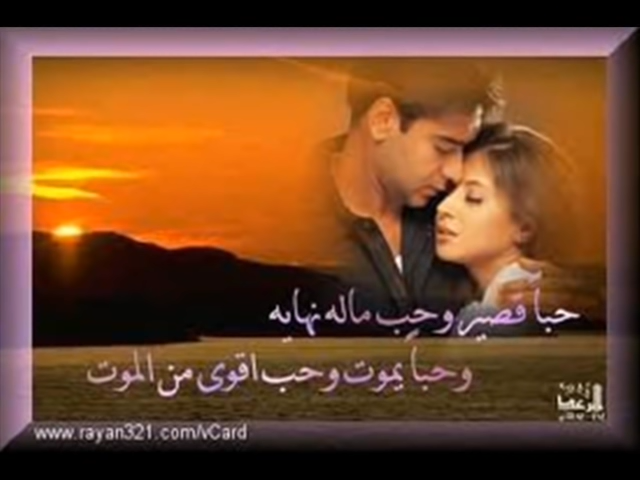 حباً قصير وحب ماله نهايه
وحباً يموت وحب اقوى من الموت
www.rayan321.com/vCard